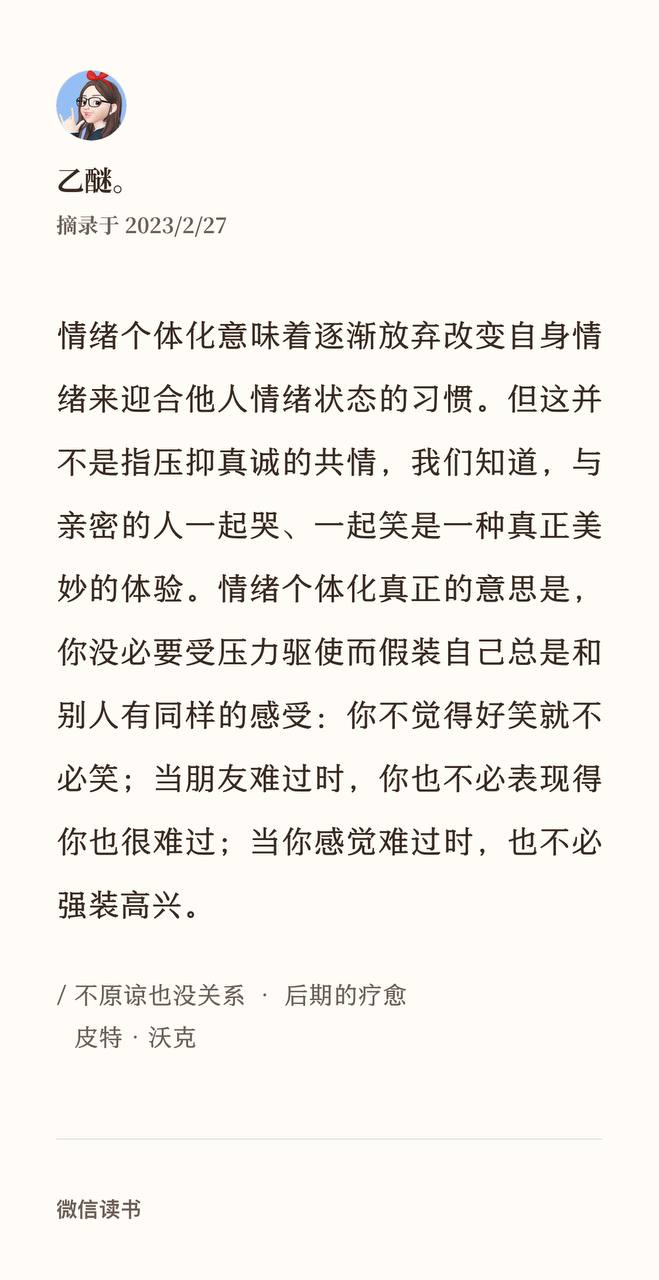 乙醚。
摘录于 2023/2/27
情绪个体化意味着逐渐放弃改变自身情
绪来迎合他人情绪状态的习惯。但这并
不是指压抑真诚的共情，我们知道，与
亲密的人一起哭、一起笑是一种真正美
妙的体验。情绪个体化真正的意思是，
你没必要受压力驱使而假装自己总是和
别人有同样的感受：你不觉得好笑就不
必笑；当朋友难过时，你也不必表现得
你也很难过；当你感觉难过时，也不必
强装高兴。
/ 不原谅也没关系 · 后期的疗愈
皮特 · 沃克
微信读书